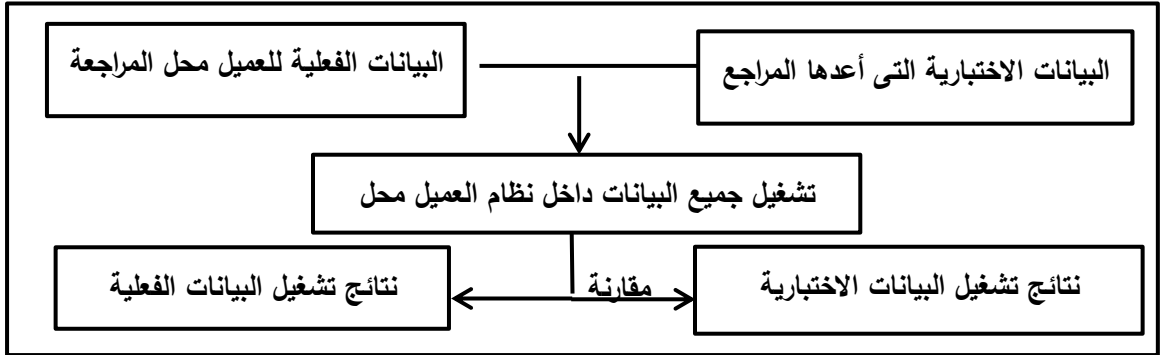 البيانات الاختبارية التى أعدها المراجع
البيانات الفعلية للعميل محل المراجعة
تشغيل جميع البيانات داخل نظام العميل محل
نتائج تشغيل البيانات الاختبارية
مقارنة
نتائج تشغيل البيانات الفعلية